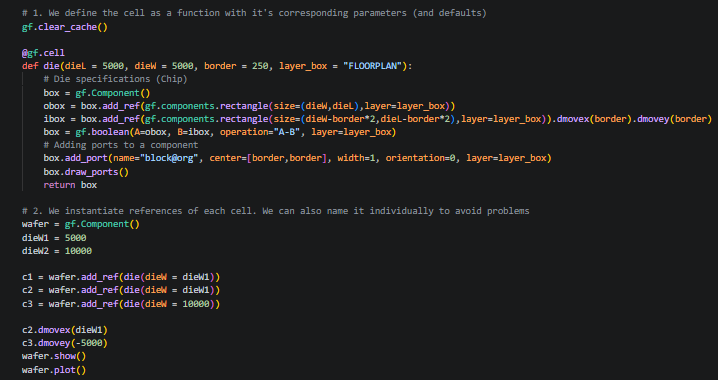 # 1. We define the cell as a function with it's corresponding parameters (and defaults)
gf.clear_cache()

@gf.cell
def die(dieL = 5000, dieW = 5000, border = 250, layer_box = "FLOORPLAN"):
    # Die specifications (Chip)
    box = gf.Component()
    obox = box.add_ref(gf.components.rectangle(size=(dieW,dieL),layer=layer_box))
    ibox = box.add_ref(gf.components.rectangle(size=(dieW-border*2,dieL-border*2),layer=layer_box)).dmovex(border).dmovey(border)
    box = gf.boolean(A=obox, B=ibox, operation="A-B", layer=layer_box)
    # Adding ports to a component
    box.add_port(name="block@org", center=[border,border], width=1, orientation=0, layer=layer_box)
    box.draw_ports()
    return box

# 2. We instantiate references of each cell. We can also name it individually to avoid problems
wafer = gf.Component()
dieW1 = 5000
dieW2 = 10000

c1 = wafer.add_ref(die(dieW = dieW1))
c2 = wafer.add_ref(die(dieW = dieW1))
c3 = wafer.add_ref(die(dieW = 10000))

c2.dmovex(dieW1)
c3.dmovey(-5000)
wafer.show()
wafer.plot()